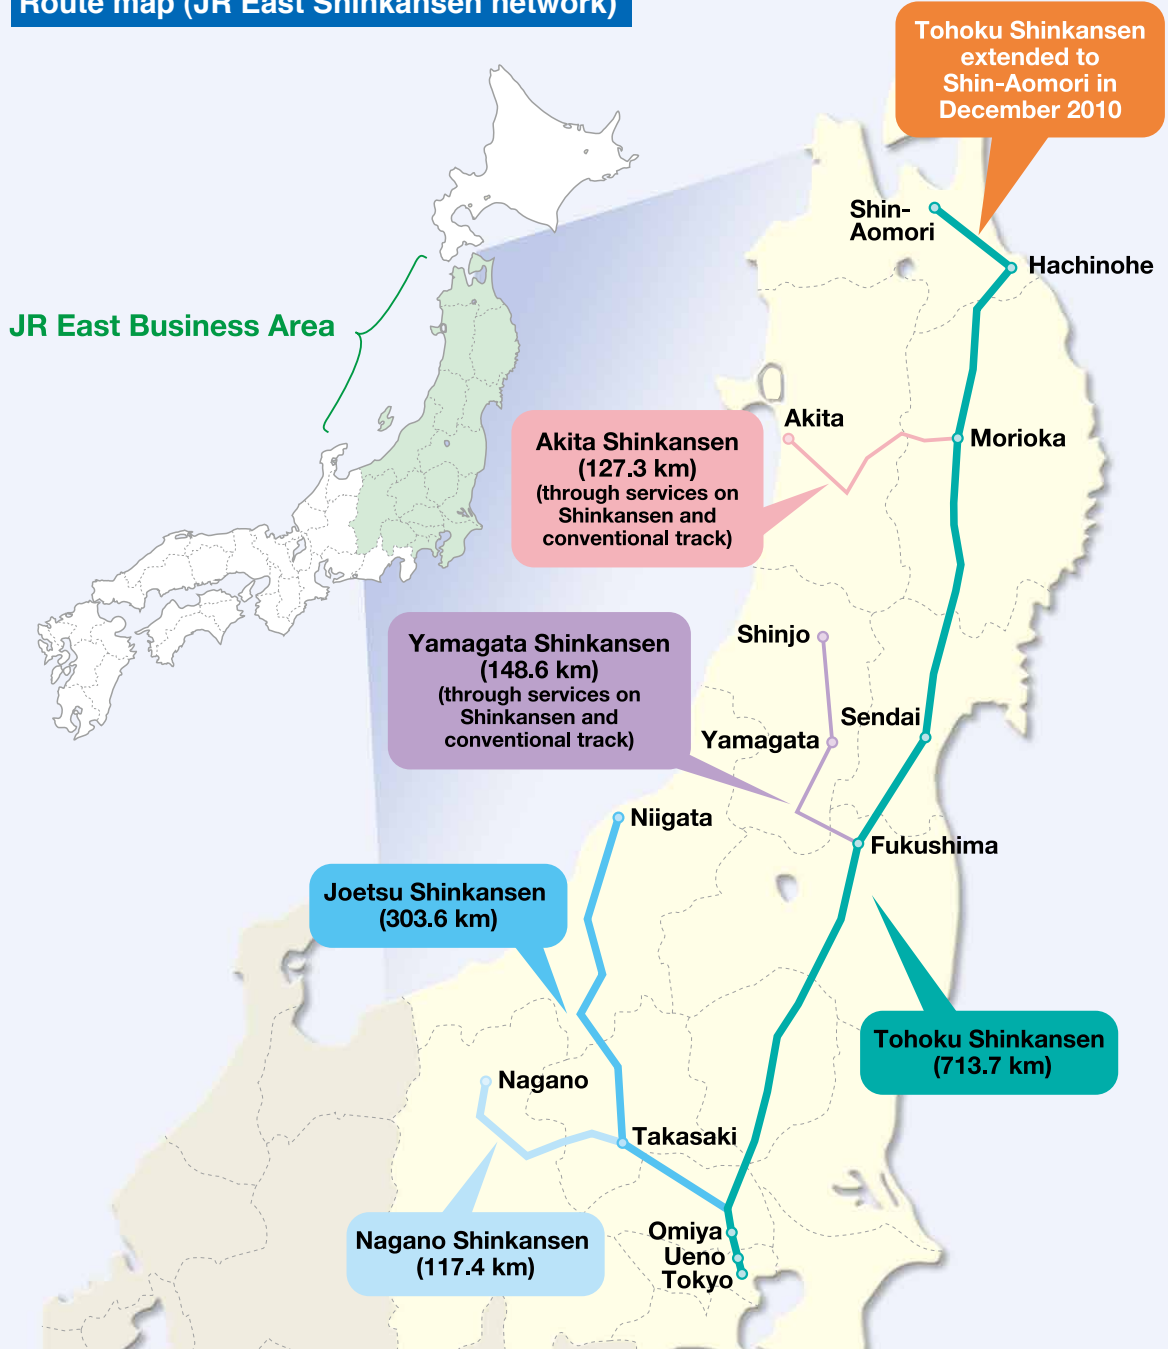 Route map (JR East Shinkansen network)
Tohoku Shinkansen
extended to
Shin-Aomori in
December 2010
Shin-
Aomori
Hachinohe
JR East Business Area
Akita
Morioka
Akita Shinkansen
(127.3 km)
(through services on
Shinkansen and
conventional track)
Shinjo
Yamagata Shinkansen
(148.6 km)
(through services on
Shinkansen and
conventional track)
Sendai
Yamagata
Niigata
Fukushima
Joetsu Shinkansen
(303.6 km)
Tohoku Shinkansen
(713.7 km)
Nagano
Takasaki
Nagano Shinkansen
(117.4 km)
Omiya
Ueno
Tokyo